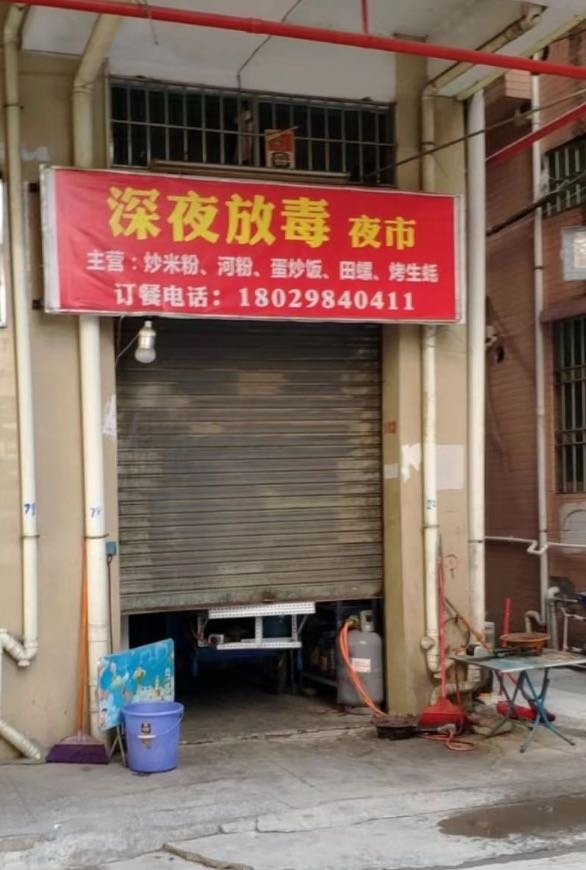 深夜放毒 夜市
主营：炒米粉、河粉、蛋炒饭、田螺、烤生蚝
订餐电话：18029840411